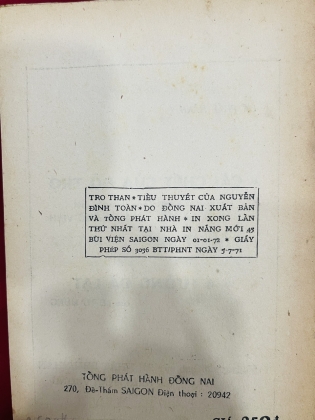 TRO THAN * TIỂU THUYẾT CỦA NGUYỄN
ĐÌNH TOÀN * DO ĐỒNG NAI XUẤT BẢN
VÀ TỔNG PHÁT HÀNH * IN XONG LẦN
THỨ NHẤT TẠI NHÀ IN NẮNG MỚI 45
BÙI VIỆN SAIGON NGÀY 01-01-72 * GIẤY
PHÉP SỐ 3056 BTT/PHNT NGÀY 5-7-71
TỔNG PHÁT HÀNH ĐỒNG NAI
270, Đề-Thám SAIGON Điện thoại : 20942